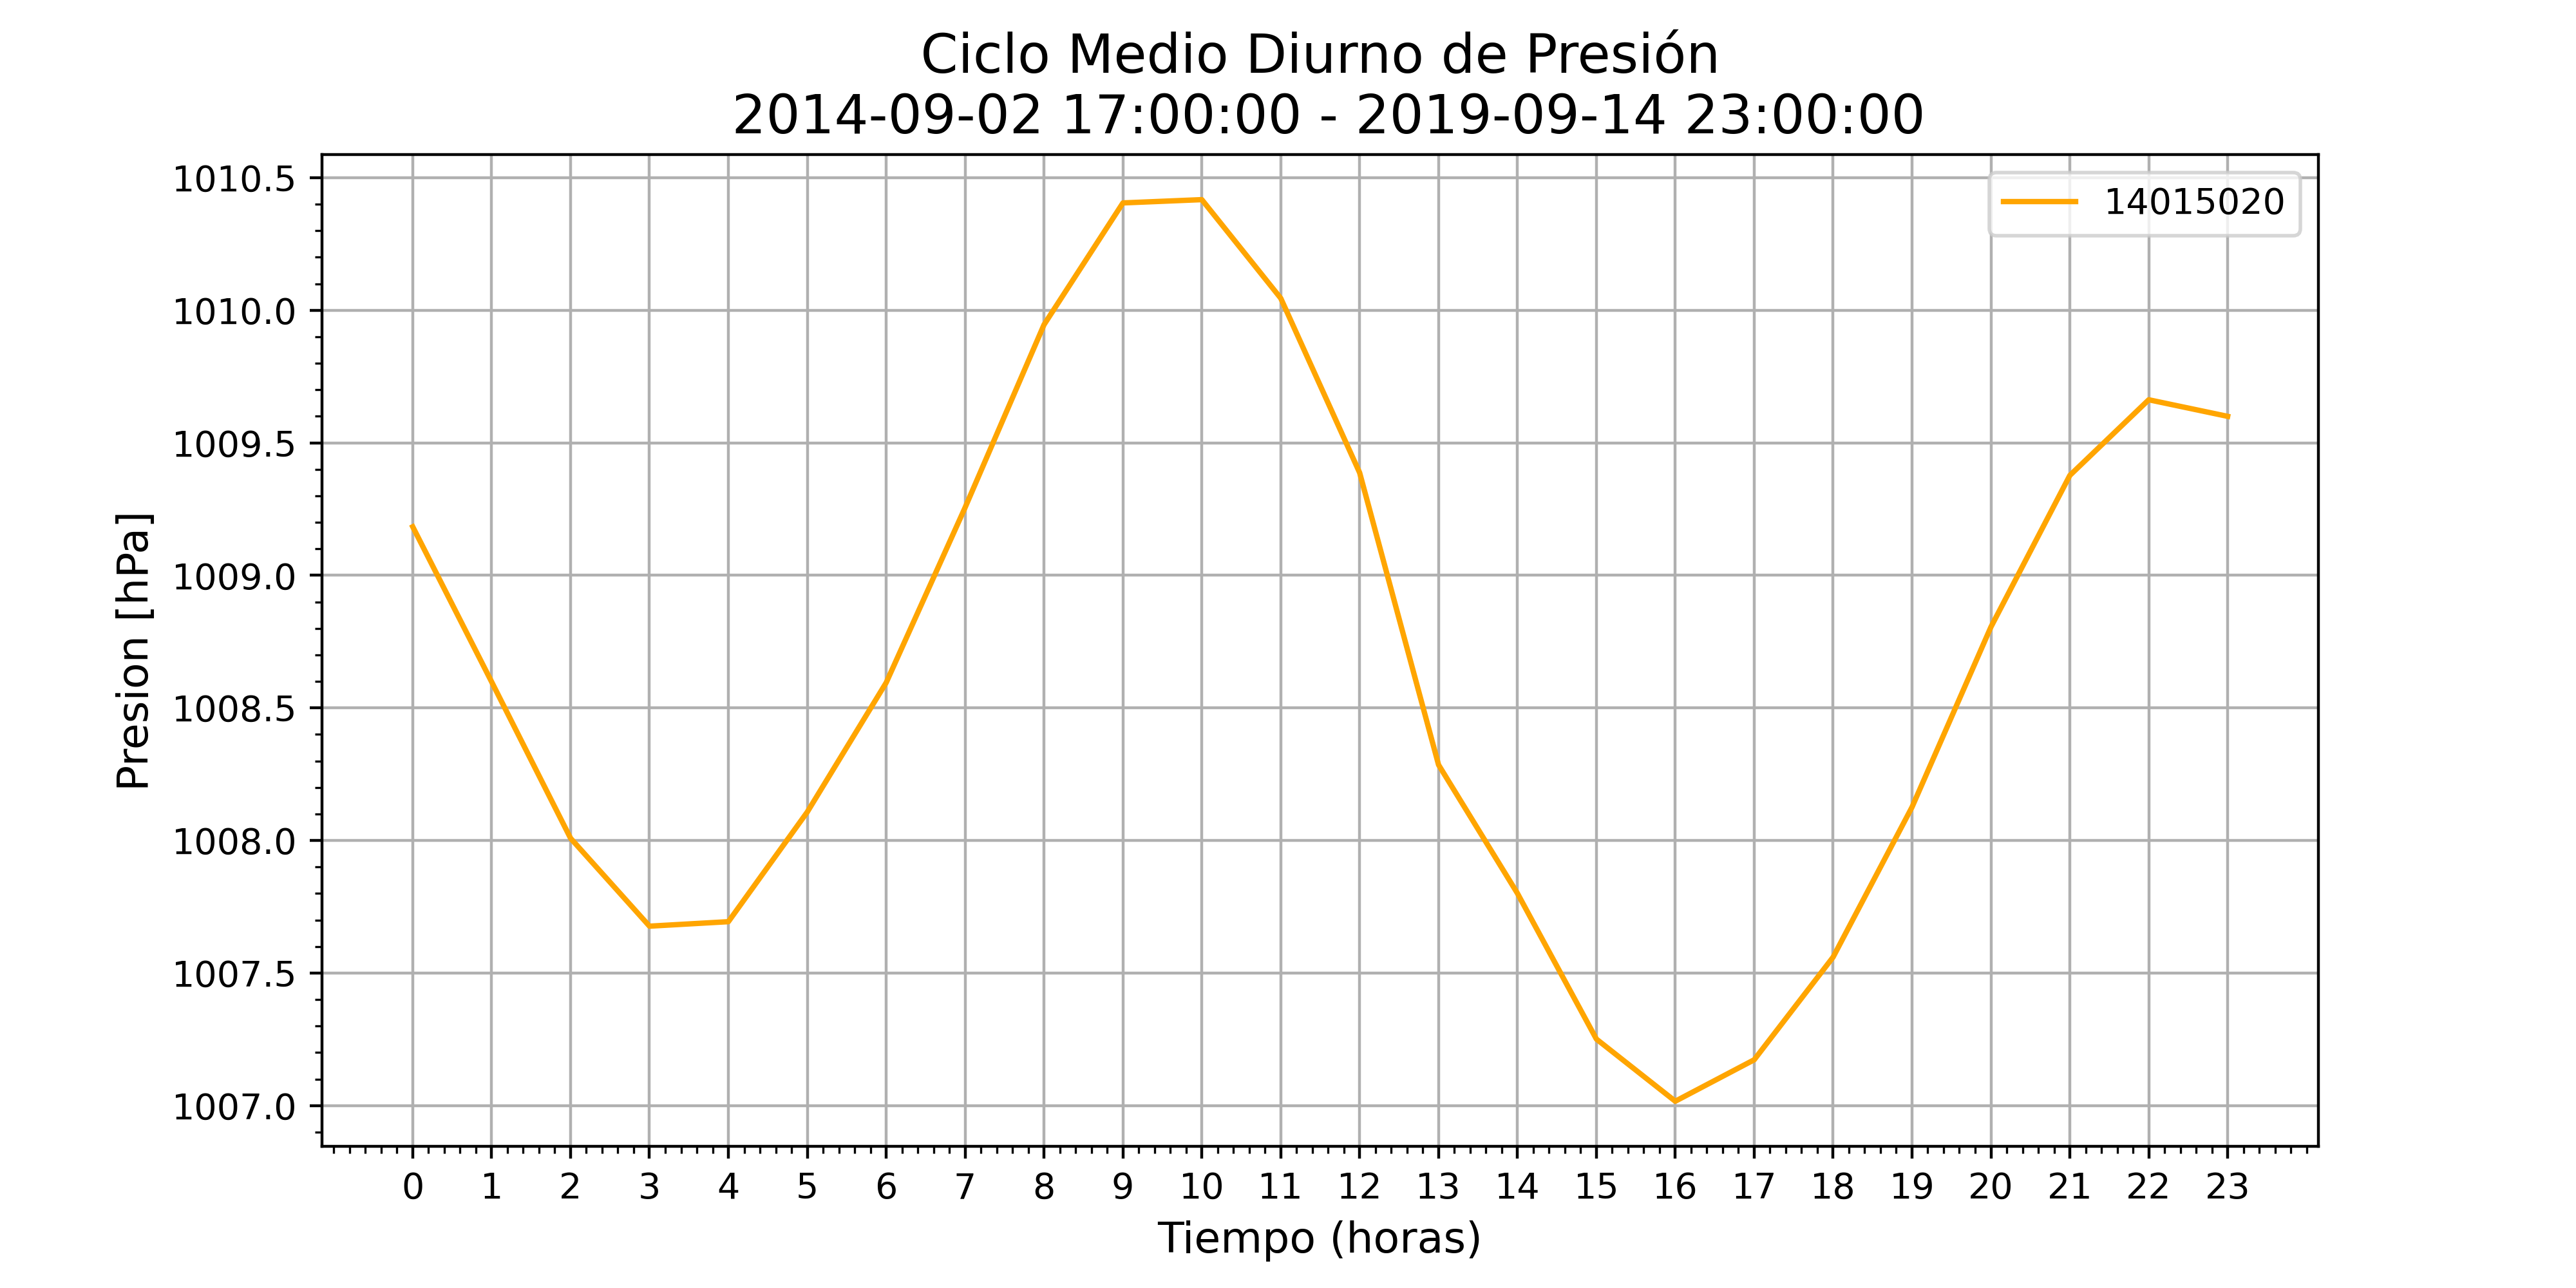 Ciclo Medio Diurno de Presión
2014-09-02 17:00:00 - 2019-09-14 23:00:00
14015020
Presion [hPa]
1010.5
1010.0
1009.5
1009.0
1008.5
1008.0
1007.5
1007.0
0 1 2 3 4 5 6 7 8 9 10 11 12 13 14 15 16 17 18 19 20 21 22 23
Tiempo (horas)